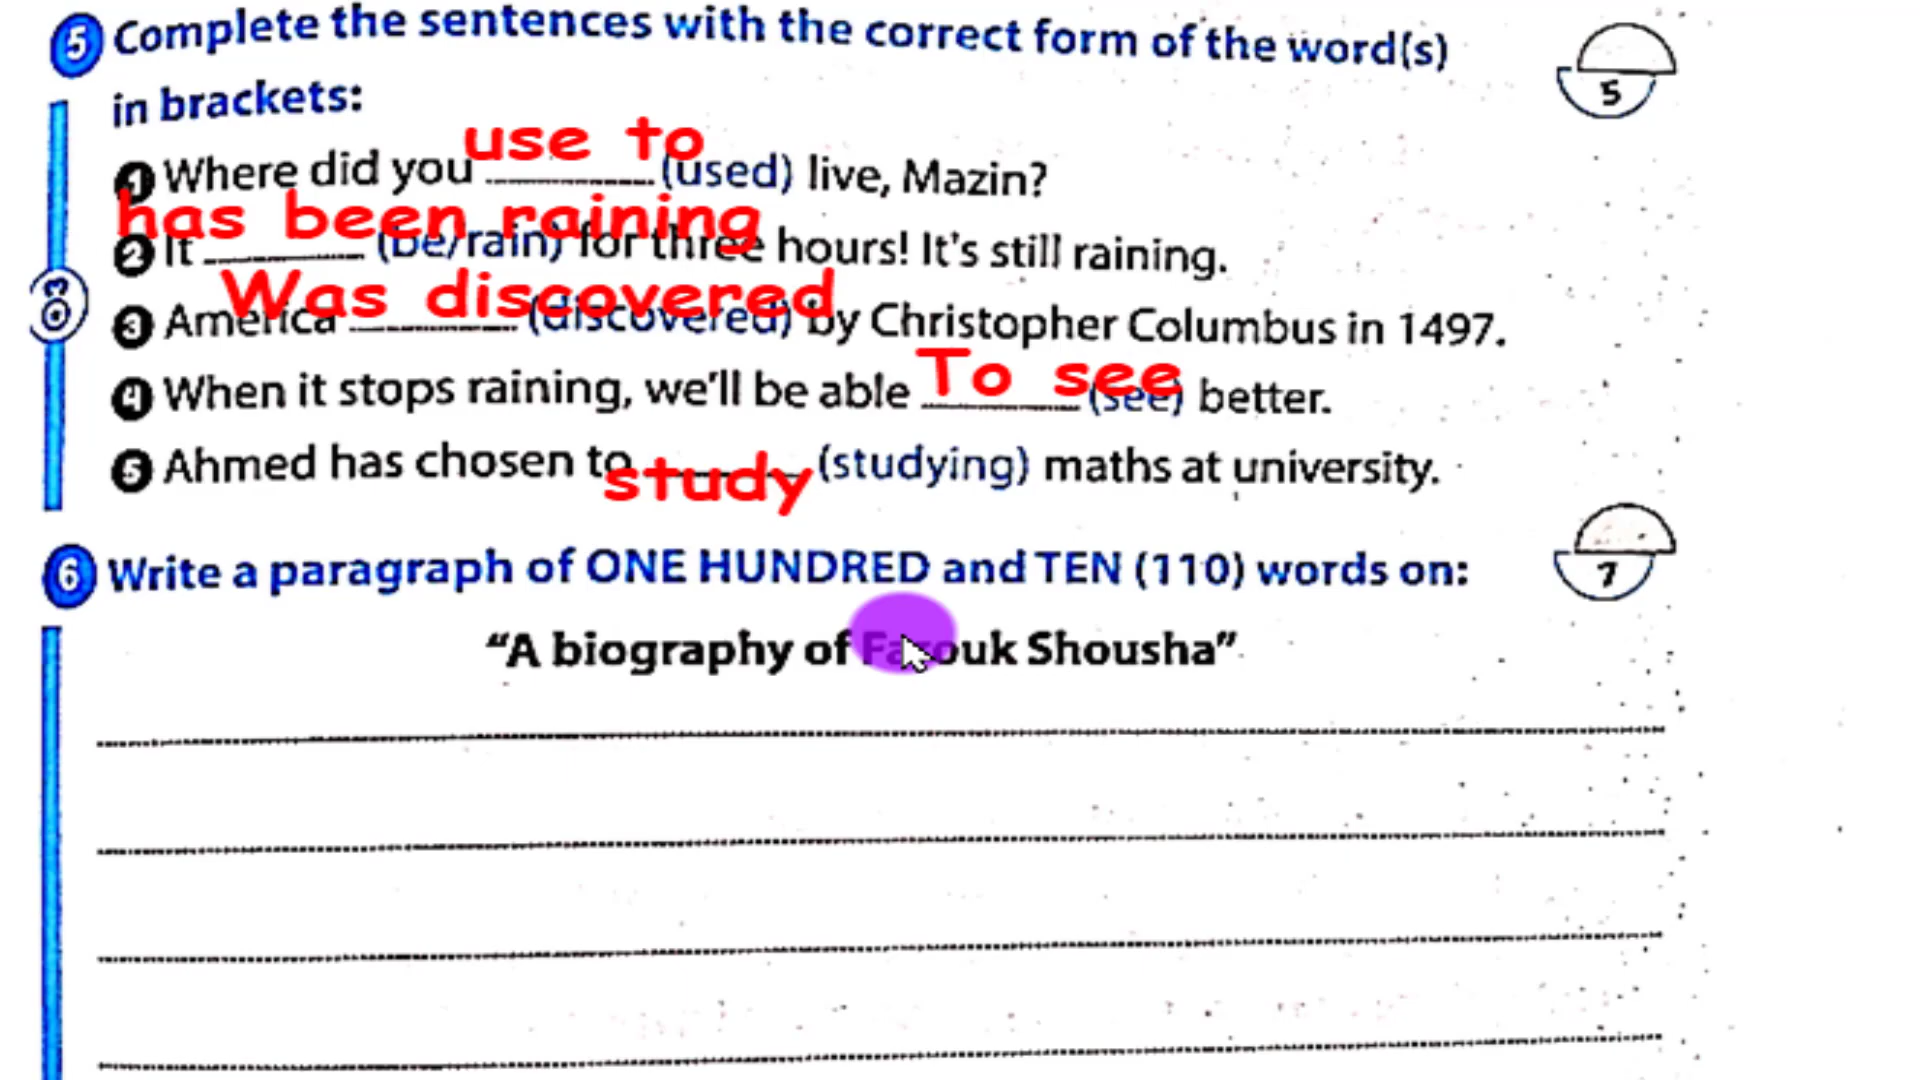 5 Complete the sentences with the correct form of the word(s)
5
in brackets:
use to
1 Where did you ............ (used) live, Mazin?
has been raining
2 It ............ (be/rain) for three hours! It's still raining.
Was discovered
3 America ............ (discovered) by Christopher Columbus in 1497.
To see
4 When it stops raining, we'll be able ............ (see) better.
5 Ahmed has chosen to ............ (studying) maths at university.
study
6 Write a paragraph of ONE HUNDRED and TEN (110) words on:
7
“A biography of Farouk Shousha”